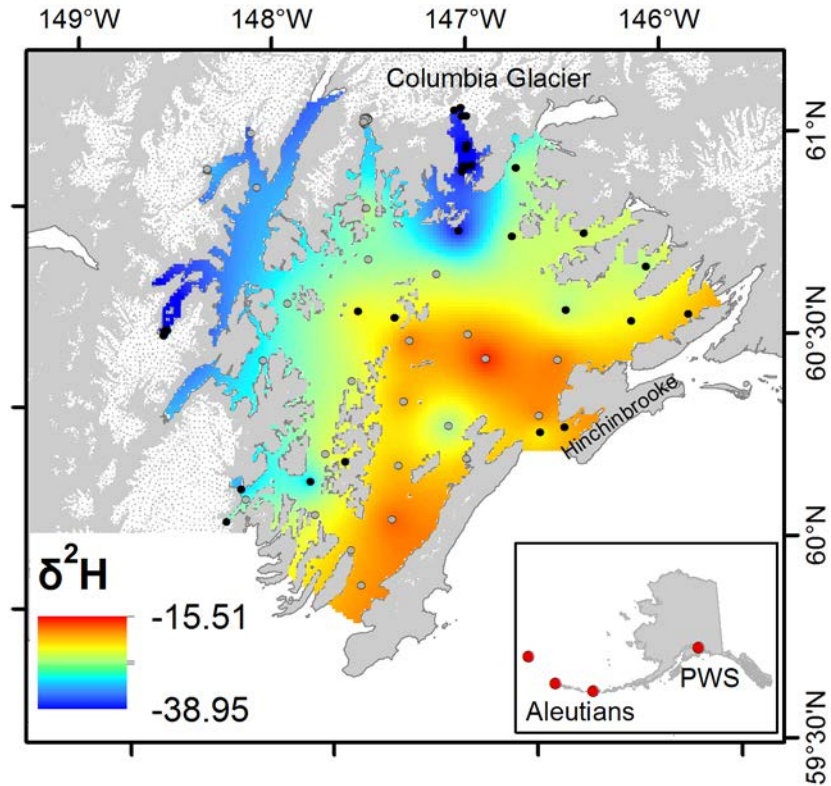 149°W 148°W 147°W 146°W
Columbia Glacier
61°N
60°30'N
Hinchinbrooke
60°N
δ²H
-15.51
-38.95
PWS
Aleutians
59°30'N